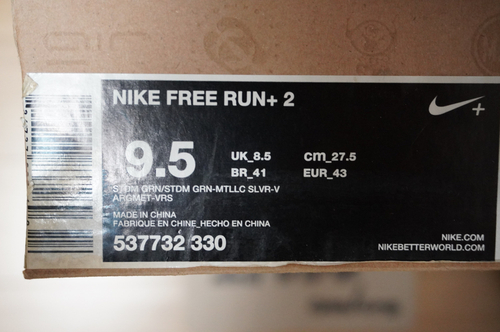 NIKE FREE RUN+ 2
9.5 UK_8.5 cm_27.5
BR_41 EUR_43
STDM GRN/STDM GRN-MTLLC SLVR-V
ARGMET-VRS
MADE IN CHINA
FABRIQUE EN CHINE_HECHO EN CHINA
537732 330
NIKE.COM
NIKEBETTERWORLD.COM